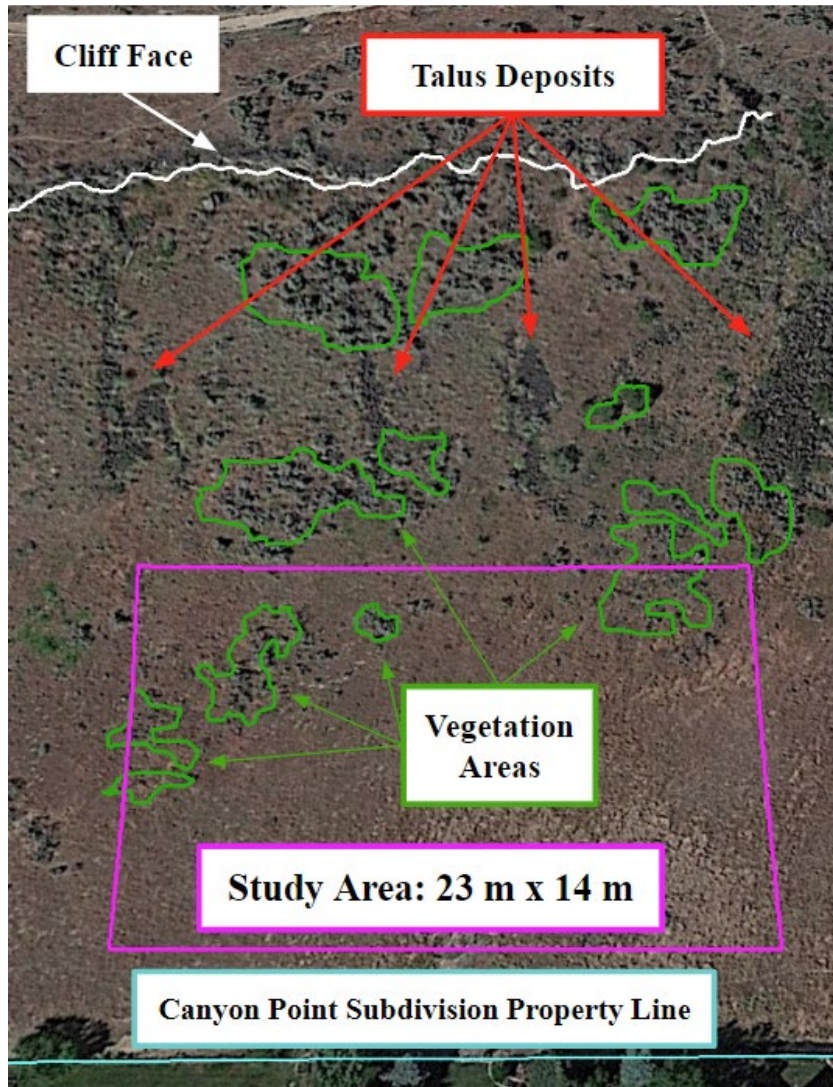 Cliff Face
Talus Deposits
Vegetation
Areas
Study Area: 23 m x 14 m
Canyon Point Subdivision Property Line